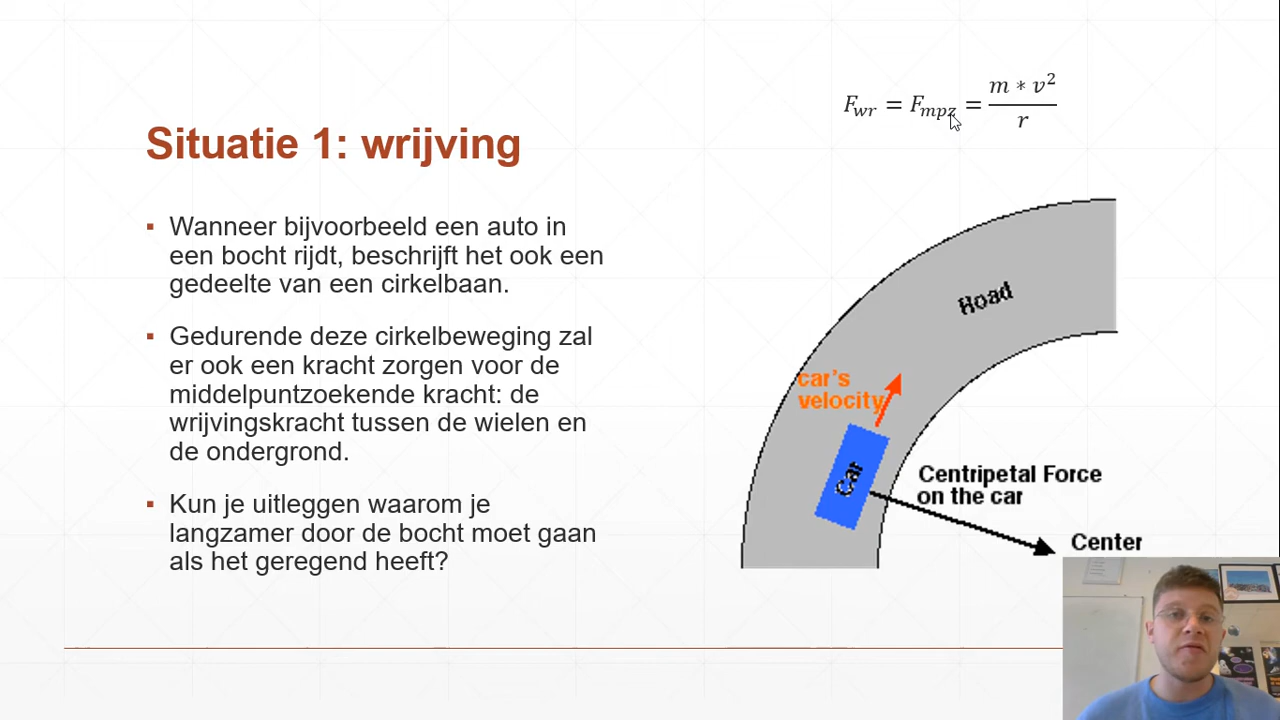 F_wr = F_mpz = m * v² / r
Situatie 1: wrijving
▪ Wanneer bijvoorbeeld een auto in
een bocht rijdt, beschrijft het ook een
gedeelte van een cirkelbaan.
▪ Gedurende deze cirkelbeweging zal
er ook een kracht zorgen voor de
middelpuntzoekende kracht: de
wrijvingskracht tussen de wielen en
de ondergrond.
▪ Kun je uitleggen waarom je
langzamer door de bocht moet gaan
als het geregend heeft?
Road
car's
velocity
Car
Centripetal Force
on the car
Center